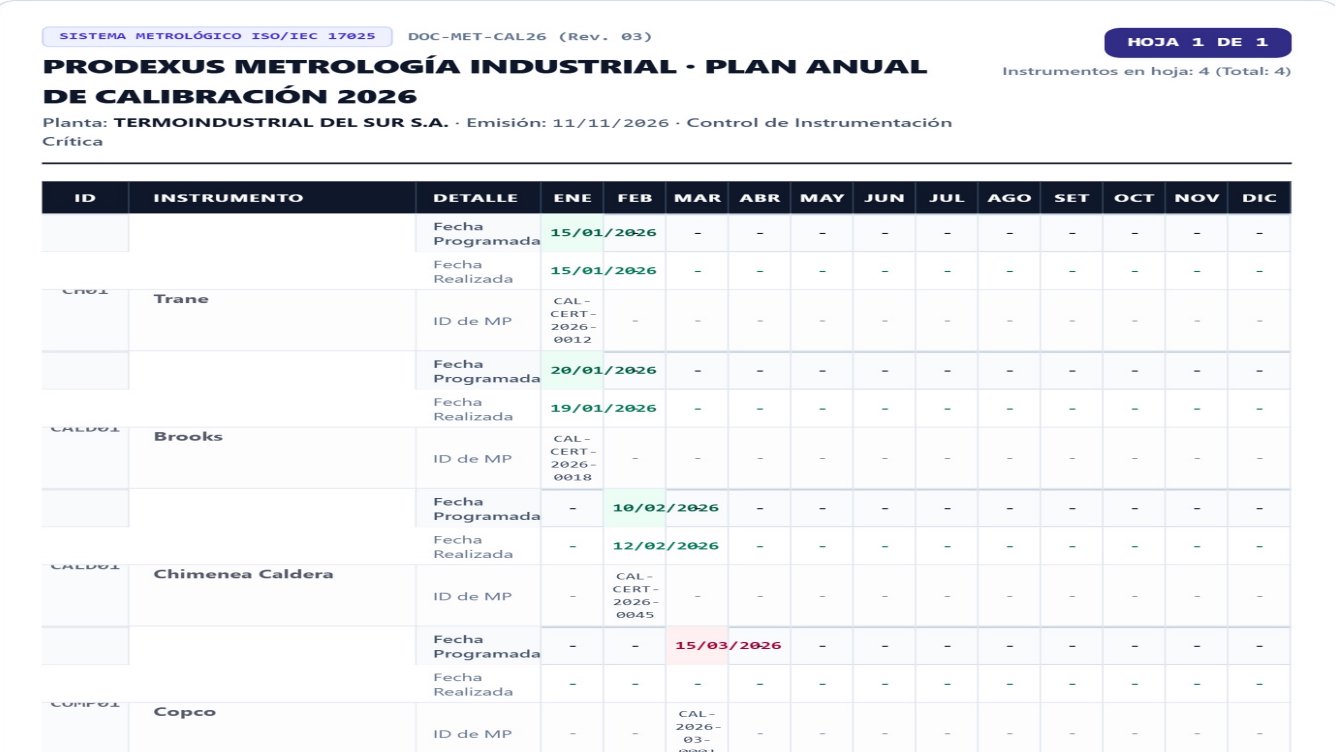 SISTEMA METROLÓGICO ISO/IEC 17025 DOC-MET-CAL26 (Rev. 03)
HOJA 1 DE 1
PRODEXUS METROLOGÍA INDUSTRIAL · PLAN ANUAL
DE CALIBRACIÓN 2026
Instrumentos en hoja: 4 (Total: 4)
Planta: TERMOINDUSTRIAL DEL SUR S.A. · Emisión: 11/11/2026 · Control de Instrumentación
Crítica
ID INSTRUMENTO DETALLE ENE FEB MAR ABR MAY JUN JUL AGO SET OCT NOV DIC
Fecha
Programada 15/01/2026 - - - - - - - - - - -
Fecha
Realizada 15/01/2026 - - - - - - - - - - -
CH01 Trane
ID de MP CAL-
CERT-
2026-
0012 - - - - - - - - - - -
Fecha
Programada 20/01/2026 - - - - - - - - - - -
Fecha
Realizada 19/01/2026 - - - - - - - - - - -
CALD01 Brooks
ID de MP CAL-
CERT-
2026-
0018 - - - - - - - - - - -
Fecha
Programada - 10/02/2026 - - - - - - - - - -
Fecha
Realizada - 12/02/2026 - - - - - - - - - -
CALD01 Chimenea Caldera
ID de MP - CAL-
CERT-
2026-
0045 - - - - - - - - - -
Fecha
Programada - - 15/03/2026 - - - - - - - - -
Fecha
Realizada - - - - - - - - - - - -
COMP01 Copco
ID de MP - - CAL-
2026-
03-
0001 - - - - - - - - -